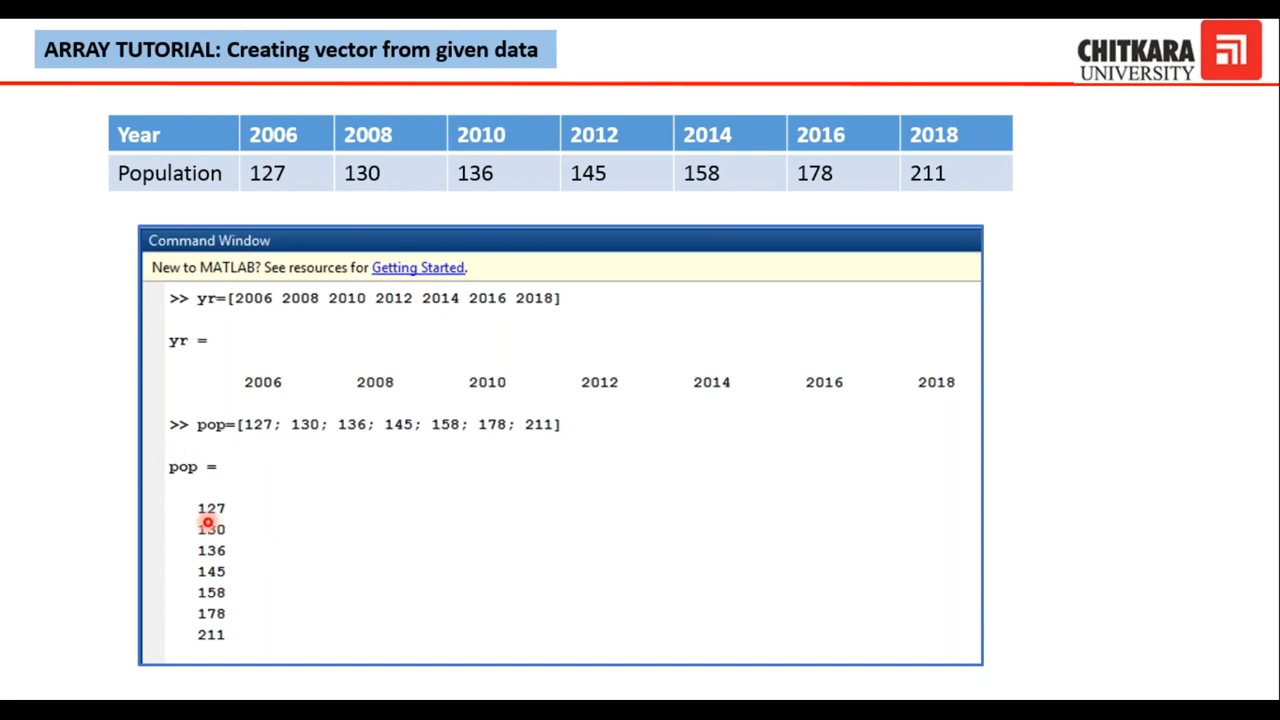 ARRAY TUTORIAL: Creating vector from given data
CHITKARA
UNIVERSITY
Year 2006 2008 2010 2012 2014 2016 2018
Population 127 130 136 145 158 178 211
Command Window
New to MATLAB? See resources for Getting Started.
>> yr=[2006 2008 2010 2012 2014 2016 2018]
yr =
2006 2008 2010 2012 2014 2016 2018
>> pop=[127; 130; 136; 145; 158; 178; 211]
pop =
127
130
136
145
158
178
211